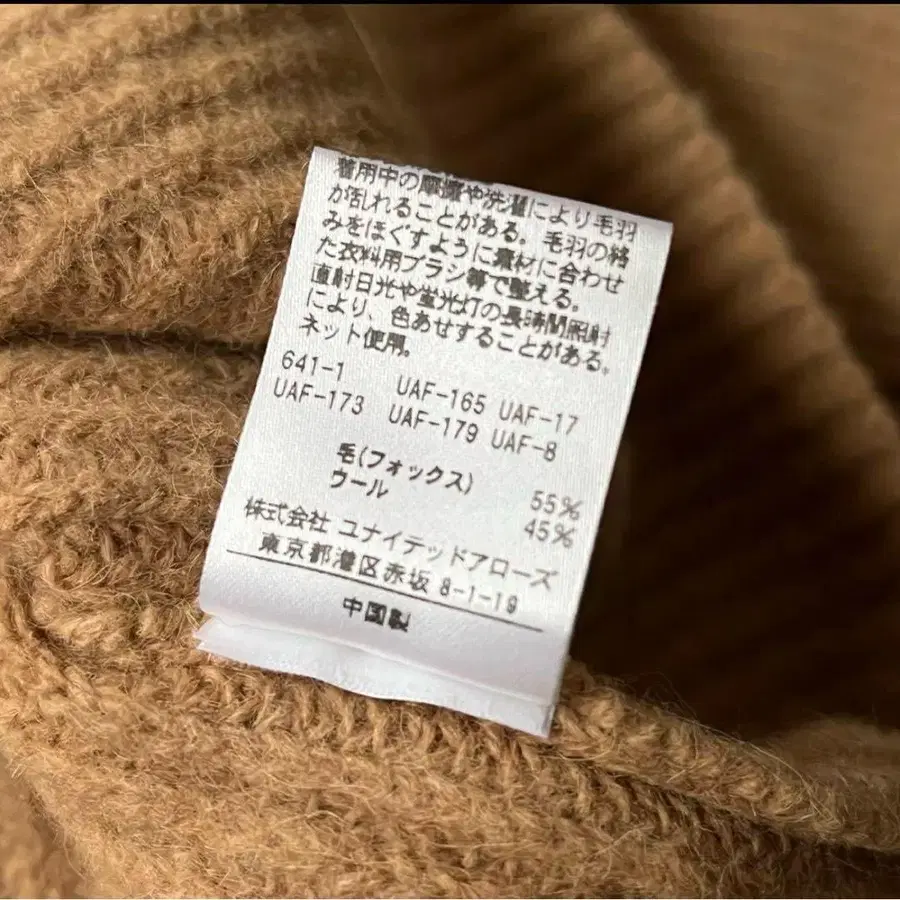 着用中の摩擦や洗濯により毛羽
が乱れることがある。毛羽の絡
みをほぐすように素材に合わせ
た衣料用ブラシ等で整える。
直射日光や蛍光灯の長時間照射
により、色あせすることがある。
ネット使用。
641-1 UAF-165 UAF-17
UAF-173 UAF-179 UAF-8
毛(フォックス) 55%
ウール 45%
株式会社 ユナイテッドアローズ
東京都港区赤坂 8-1-19
中国製